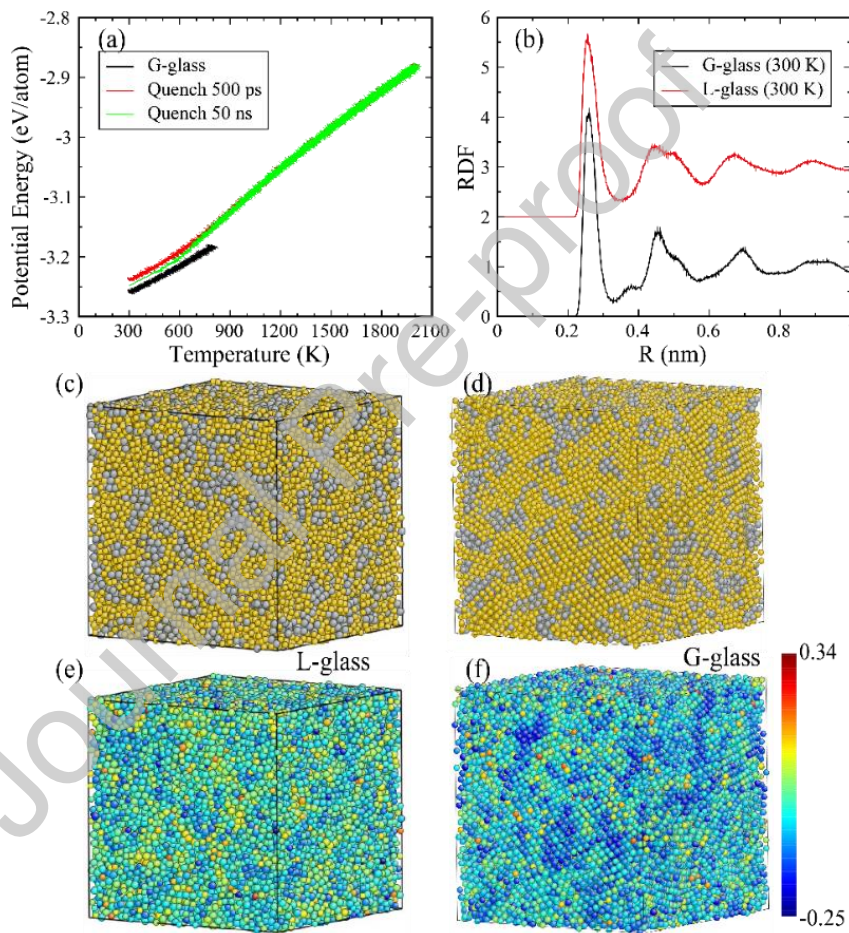 (a)
G-glass
Quench 500 ps
Quench 50 ns
Potential Energy (eV/atom)
-2.8
-2.9
-3
-3.1
-3.2
-3.3
0 300 600 900 1200 1500 1800 2100
Temperature (K)
(b)
G-glass (300 K)
L-glass (300 K)
RDF
6
5
4
3
2
1
0
0 0.2 0.4 0.6 0.8 1
R (nm)
(c)
(d)
L-glass
G-glass
(e)
(f)
0.34
-0.25
Journal Pre-proof